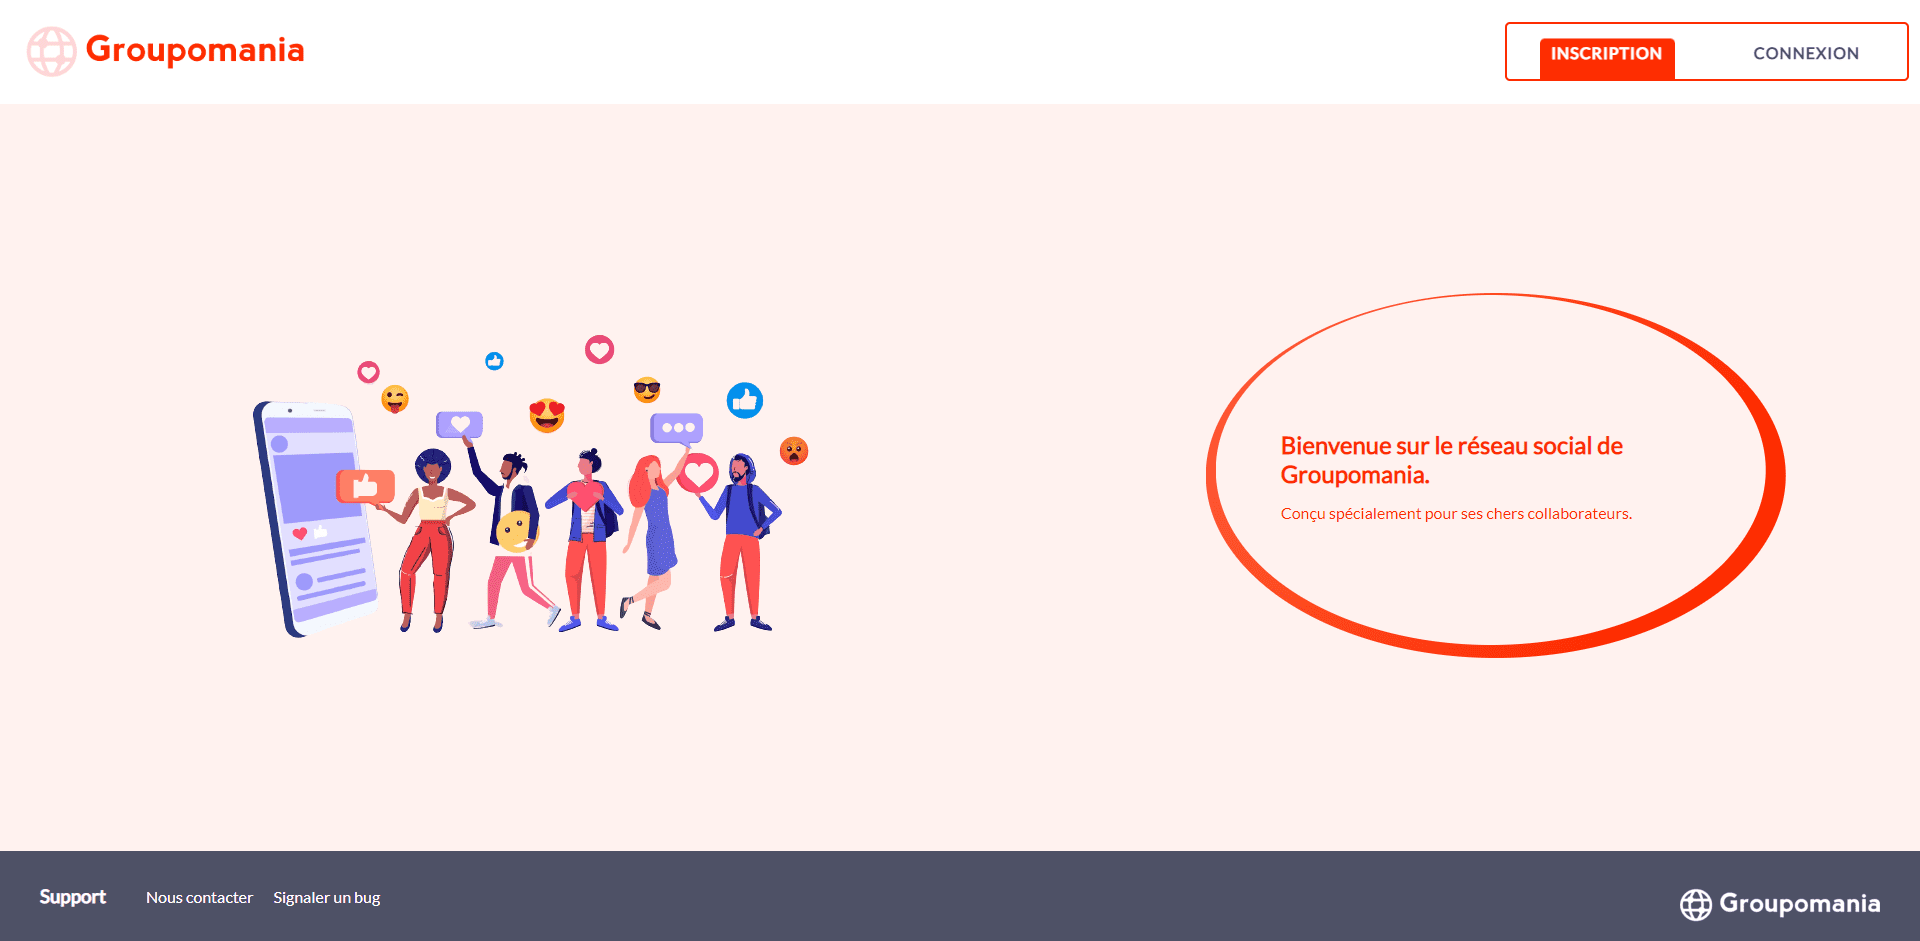 Groupomania
INSCRIPTION
CONNEXION
Bienvenue sur le réseau social de
Groupomania.
Conçu spécialement pour ses chers collaborateurs.
Support
Nous contacter
Signaler un bug
Groupomania